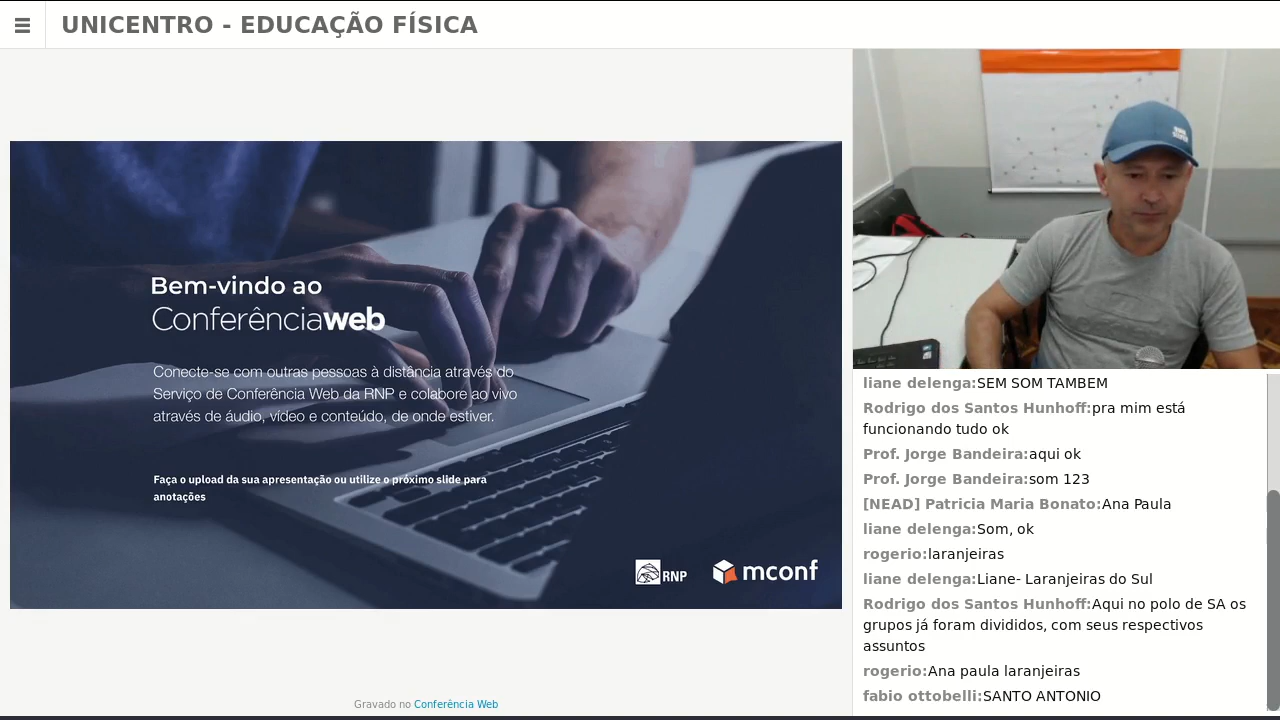 UNICENTRO - EDUCAÇÃO FÍSICA
Bem-vindo ao
Conferênciaweb
Conecte-se com outras pessoas à distância através do
Serviço de Conferência Web da RNP e colabore ao vivo
através de áudio, vídeo e conteúdo, de onde estiver.
Faça o upload da sua apresentação ou utilize o próximo slide para
anotações
RNP
mconf
Gravado no Conferência Web
liane delenga:SEM SOM TAMBEM
Rodrigo dos Santos Hunhoff:pra mim está
funcionando tudo ok
Prof. Jorge Bandeira:aqui ok
Prof. Jorge Bandeira:som 123
[NEAD] Patricia Maria Bonato:Ana Paula
liane delenga:Som, ok
rogerio:laranjeiras
liane delenga:Liane- Laranjeiras do Sul
Rodrigo dos Santos Hunhoff:Aqui no polo de SA os
grupos já foram divididos, com seus respectivos
assuntos
rogerio:Ana paula laranjeiras
fabio ottobelli:SANTO ANTONIO